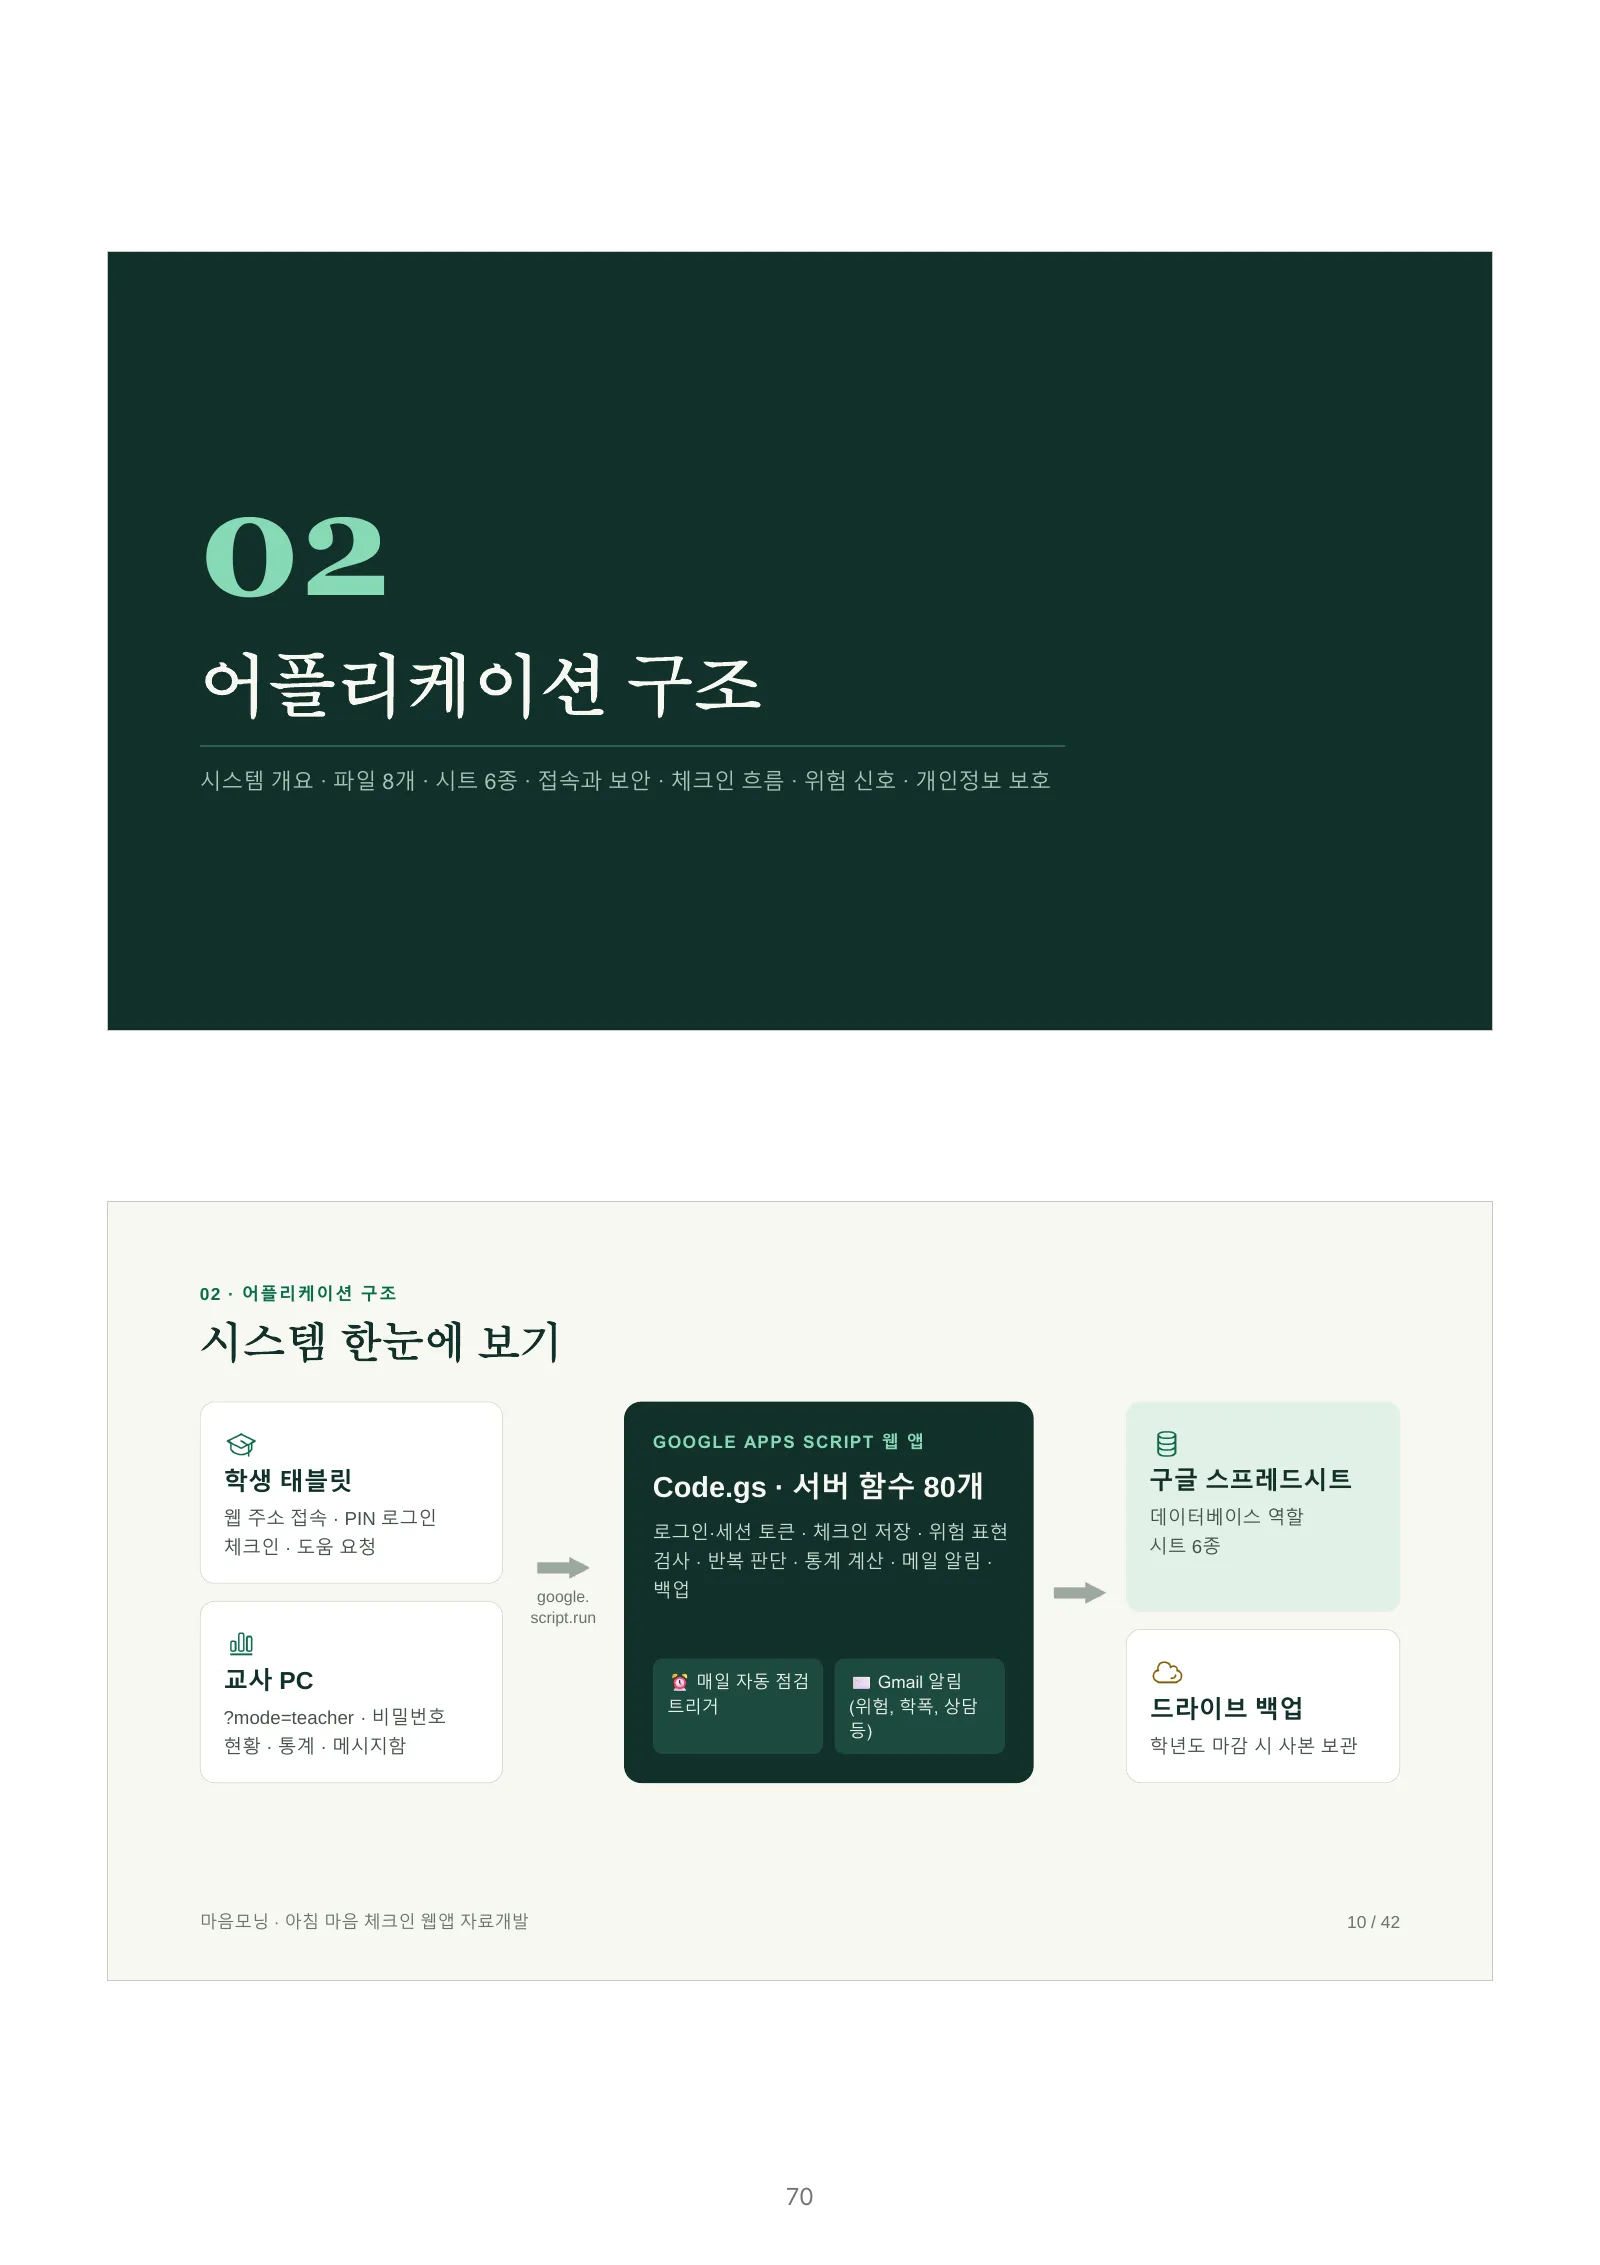 02
어플리케이션 구조
시스템 개요 · 파일 8개 · 시트 6종 · 접속과 보안 · 체크인 흐름 · 위험 신호 · 개인정보 보호
02 · 어플리케이션 구조
시스템 한눈에 보기
학생 태블릿
웹 주소 접속 · PIN 로그인
체크인 · 도움 요청
교사 PC
?mode=teacher · 비밀번호
현황 · 통계 · 메시지함
google.
script.run
GOOGLE APPS SCRIPT 웹 앱
Code.gs · 서버 함수 80개
로그인·세션 토큰 · 체크인 저장 · 위험 표현
검사 · 반복 판단 · 통계 계산 · 메일 알림 ·
백업
⏰ 매일 자동 점검
트리거
✉️ Gmail 알림
(위험, 학폭, 상담
등)
구글 스프레드시트
데이터베이스 역할
시트 6종
드라이브 백업
학년도 마감 시 사본 보관
마음모닝 · 아침 마음 체크인 웹앱 자료개발
10 / 42
70